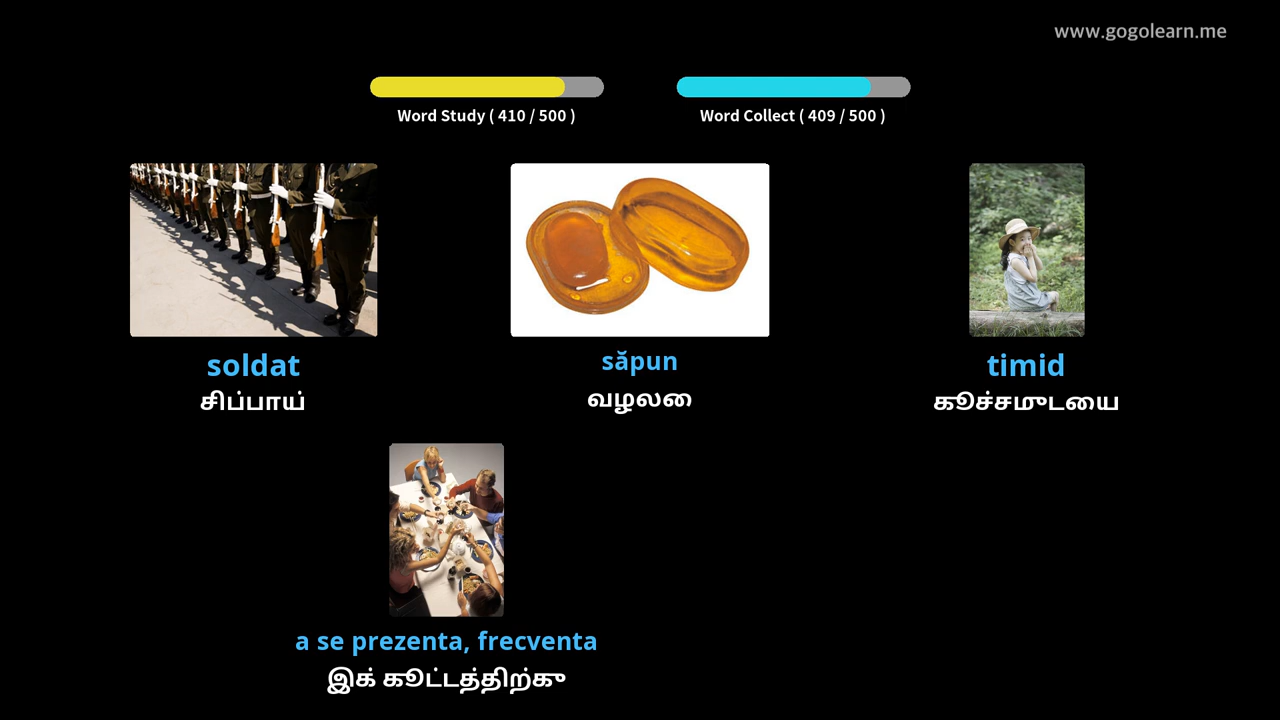 www.gogolearn.me
Word Study ( 410 / 500 )
Word Collect ( 409 / 500 )
soldat
சிப்பாய்
săpun
வழலை
timid
கூச்சமுடயை
a se prezenta, frecventa
இக் கூட்டத்திற்கு